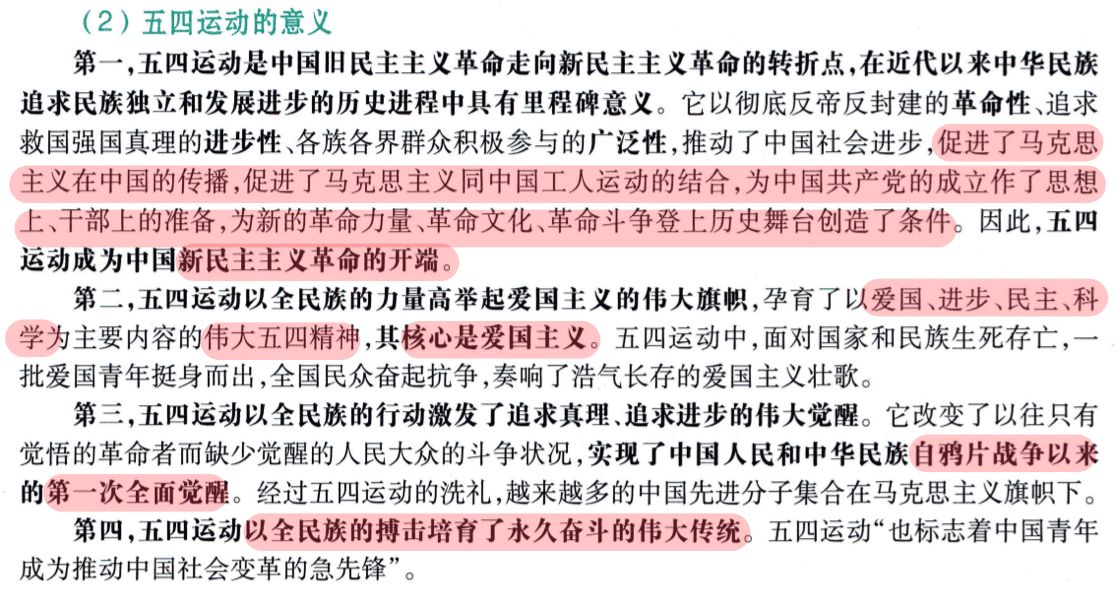 （2）五四运动的意义
第一，五四运动是中国旧民主主义革命走向新民主主义革命的转折点，在近代以来中华民族
追求民族独立和发展进步的历史进程中具有里程碑意义。它以彻底反帝反封建的革命性、追求
救国强国真理的进步性、各族各界群众积极参与的广泛性，推动了中国社会进步，促进了马克思
主义在中国的传播，促进了马克思主义同中国工人运动的结合，为中国共产党的成立作了思想
上、干部上的准备，为新的革命力量、革命文化、革命斗争登上历史舞台创造了条件。因此，五四
运动成为中国新民主主义革命的开端。
第二，五四运动以全民族的力量高举起爱国主义的伟大旗帜，孕育了以爱国、进步、民主、科
学为主要内容的伟大五四精神，其核心是爱国主义。五四运动中，面对国家和民族生死存亡，一
批爱国青年挺身而出，全国民众奋起抗争，奏响了浩气长存的爱国主义壮歌。
第三，五四运动以全民族的行动激发了追求真理、追求进步的伟大觉醒。它改变了以往只有
觉悟的革命者而缺少觉醒的人民大众的斗争状况，实现了中国人民和中华民族自鸦片战争以来
的第一次全面觉醒。经过五四运动的洗礼，越来越多的中国先进分子集合在马克思主义旗帜下。
第四，五四运动以全民族的搏击培育了永久奋斗的伟大传统。五四运动“也标志着中国青年
成为推动中国社会变革的急先锋”。